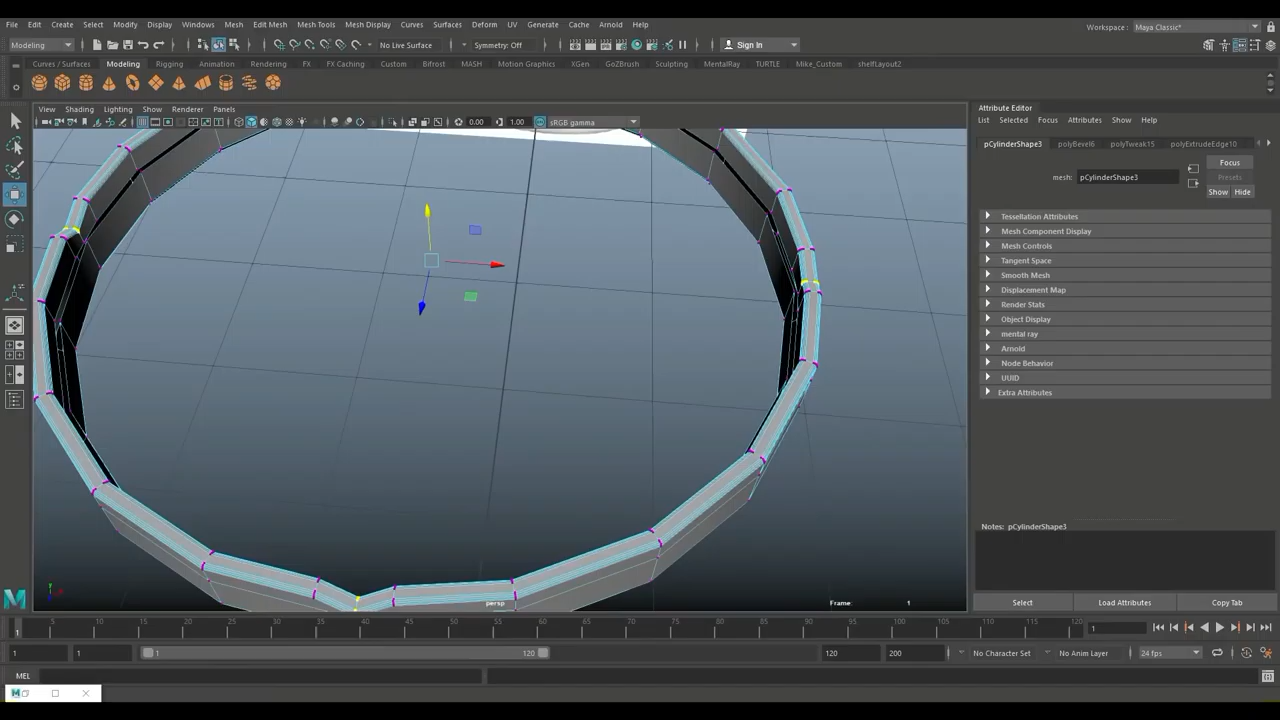 File Edit Create Select Modify Display Windows Mesh Edit Mesh Mesh Tools Mesh Display Curves Surfaces Deform UV Generate Cache Arnold Help
Workspace : Maya Classic*
Modeling No Live Surface Symmetry: Off Sign In
Curves / Surfaces Modeling Rigging Animation Rendering FX FX Caching Custom Bifrost MASH Motion Graphics XGen Go2Brush Sculpting MentalRay TURTLE Mike_Custom shelfLayout2
View Shading Lighting Show Renderer Panels
0.00 1.00 sRGB gamma
Attribute Editor
List Selected Focus Attributes Show Help
pCylinderShape3 polyBevel6 polyTweak15 polyExtrudeEdge10
mesh: pCylinderShape3
Focus
Presets
Show Hide
Tessellation Attributes
Mesh Component Display
Mesh Controls
Tangent Space
Smooth Mesh
Displacement Map
Render Stats
Object Display
mental ray
Arnold
Node Behavior
UUID
Extra Attributes
Notes: pCylinderShape3
persp
Frame: 1
Select Load Attributes Copy Tab
1 5 10 15 20 25 30 35 40 45 50 55 60 65 70 75 80 85 90 95 100 105 110 115 120 1
1 1 1 120 120 200 No Character Set No Anim Layer 24 fps
MEL